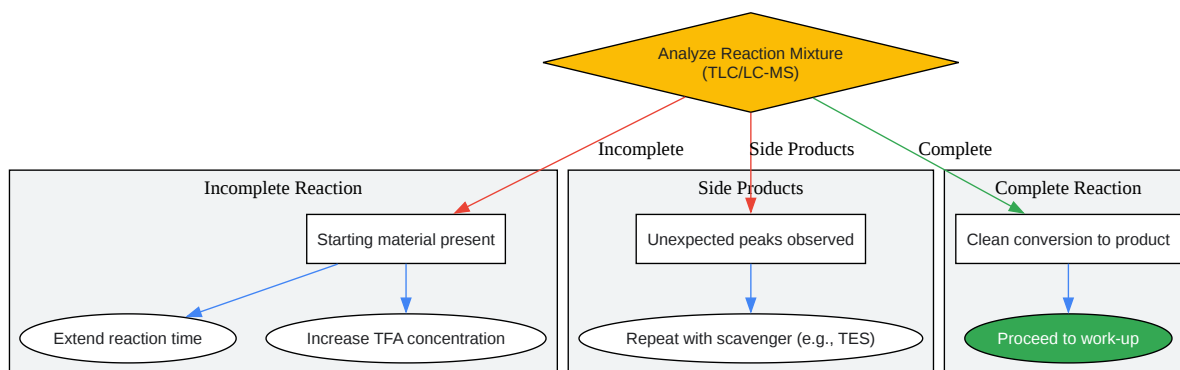 Analyze Reaction Mixture
(TLC/LC-MS)
Incomplete
Side Products
Complete
Incomplete Reaction
Side Products
Complete Reaction
Starting material present
Unexpected peaks observed
Clean conversion to product
Extend reaction time
Increase TFA concentration
Repeat with scavenger (e.g., TES)
Proceed to work-up